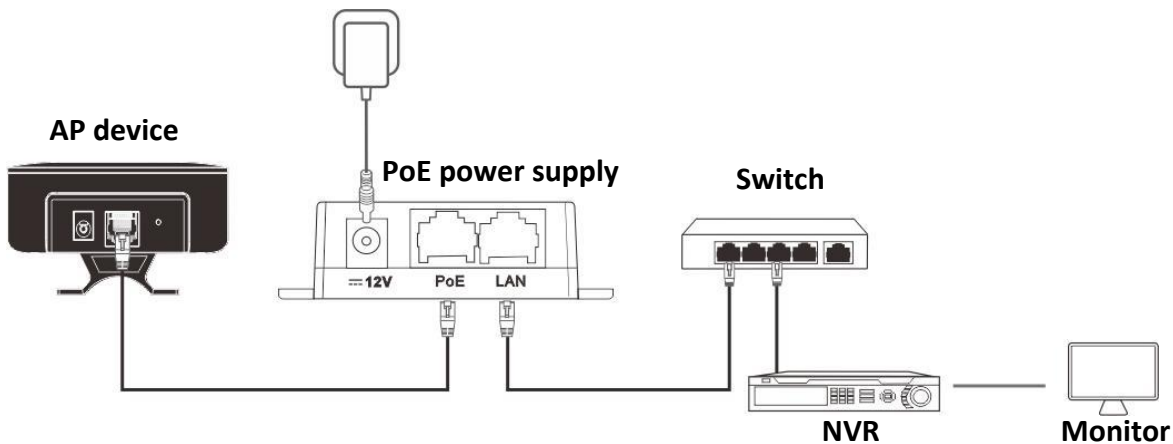 AP device
PoE power supply
Switch
⎓12V PoE LAN
NVR
Monitor